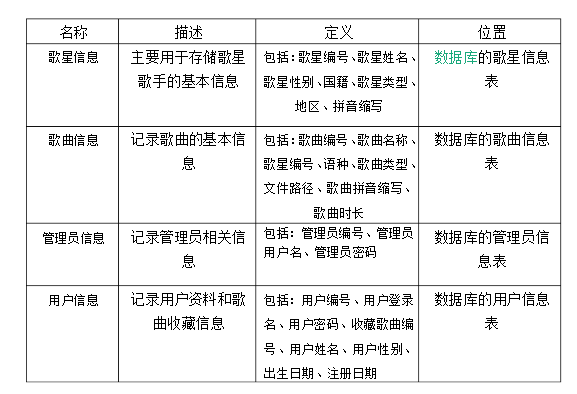 名称 描述 定义 位置
歌星信息 主要用于存储歌星 包括：歌星编号、歌星姓名、 数据库的歌星信息
歌手的基本信息 歌星性别、国籍、歌星类型、 表
地区、拼音缩写
歌曲信息 记录歌曲的基本信 包括：歌曲编号、歌曲名称、 数据库的歌曲信息
息 歌星编号、语种、歌曲类型、 表
文件路径、歌曲拼音缩写、
歌曲时长
管理员信息 记录管理员相关信 包括：管理员编号、管理员 数据库的管理员信
息 用户名、管理员密码 息表
用户信息 记录用户资料和歌 包括：用户编号、用户登录 数据库的用户信息
曲收藏信息 名、用户密码、收藏歌曲编 表
号、用户姓名、用户性别、
出生日期、注册日期